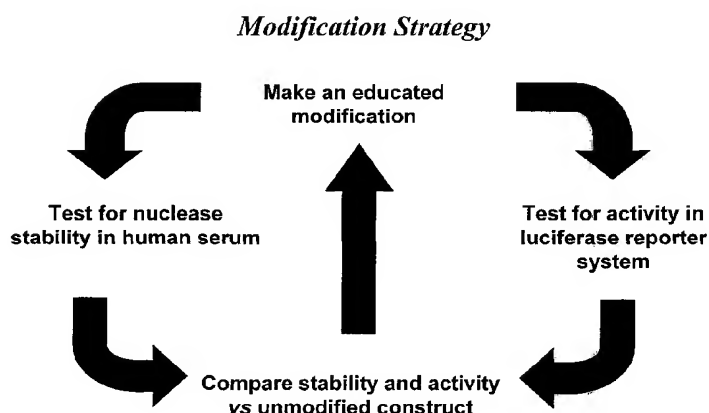 Modification Strategy
Make an educated
modification
Test for nuclease
stability in human serum
Test for activity in
luciferase reporter
system
Compare stability and activity
vs unmodified construct